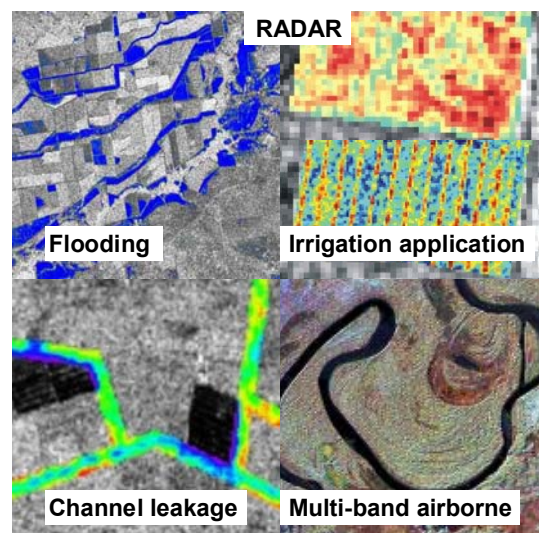 RADAR
Flooding
Irrigation application
Channel leakage
Multi-band airborne